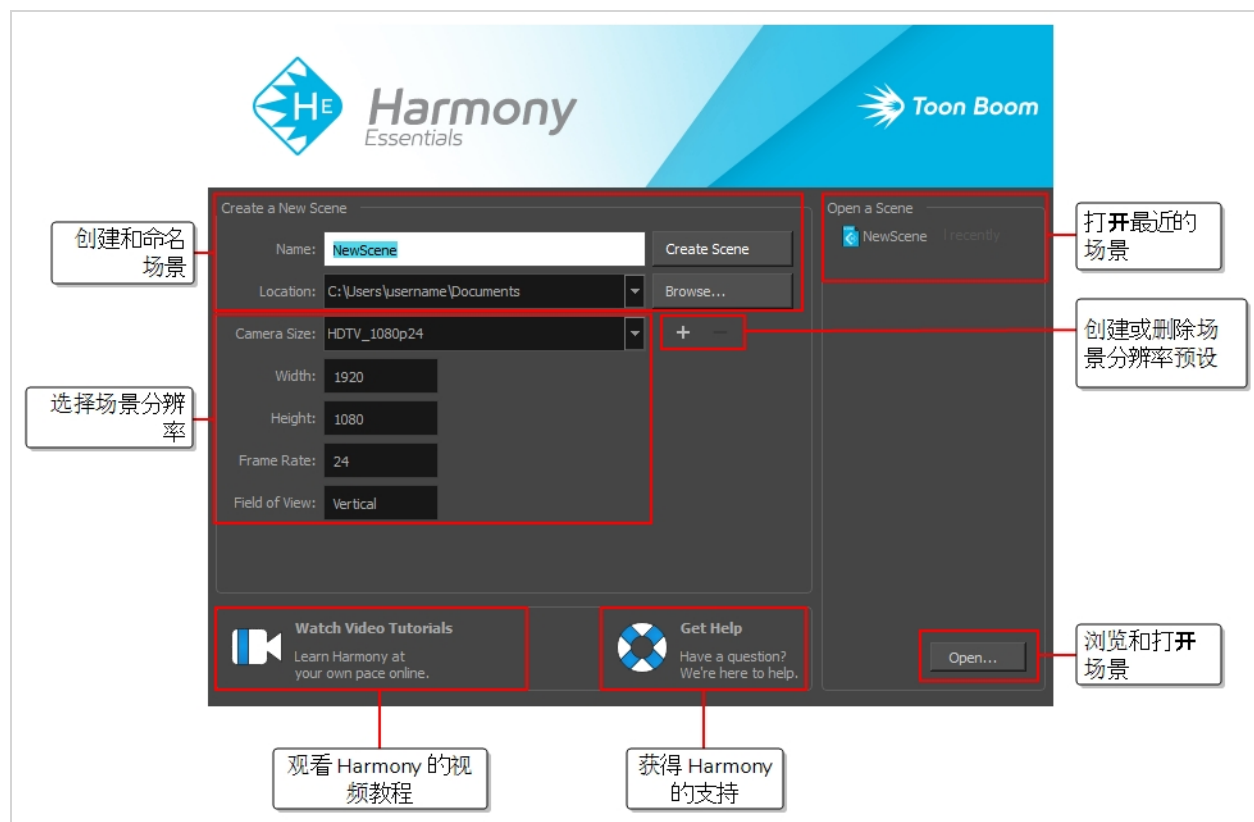 HE
Harmony
Essentials
Toon Boom
Create a New Scene
Name:
NewScene
Create Scene
Location:
C:\Users\username\Documents
Browse...
Camera Size:
HDTV_1080p24
+ −
Width:
1920
Height:
1080
Frame Rate:
24
Field of View:
Vertical
Open a Scene
NewScene
recently
Open...
Watch Video Tutorials
Learn Harmony at
your own pace online.
Get Help
Have a question?
We're here to help.
创建和命名
场景
选择场景分辨
率
打开最近的
场景
创建或删除场
景分辨率预设
浏览和打开
场景
观看 Harmony 的视
频教程
获得 Harmony
的支持